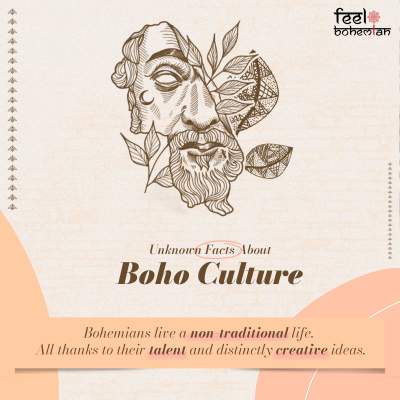 feel
bohemian
Unknown Facts About
Boho Culture
Bohemians live a non-traditional life.
All thanks to their talent and distinctly creative ideas.